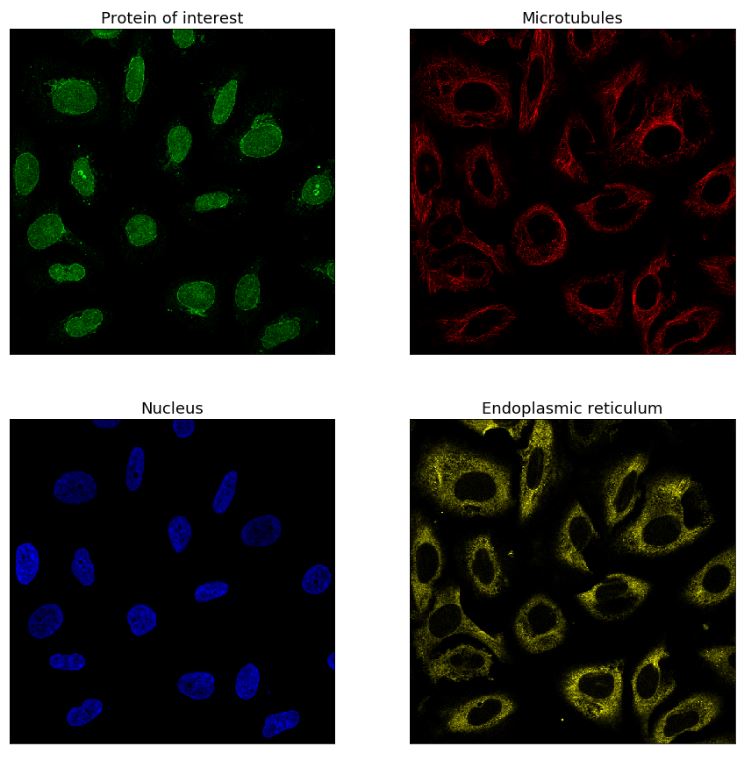 Protein of interest
Microtubules
Nucleus
Endoplasmic reticulum